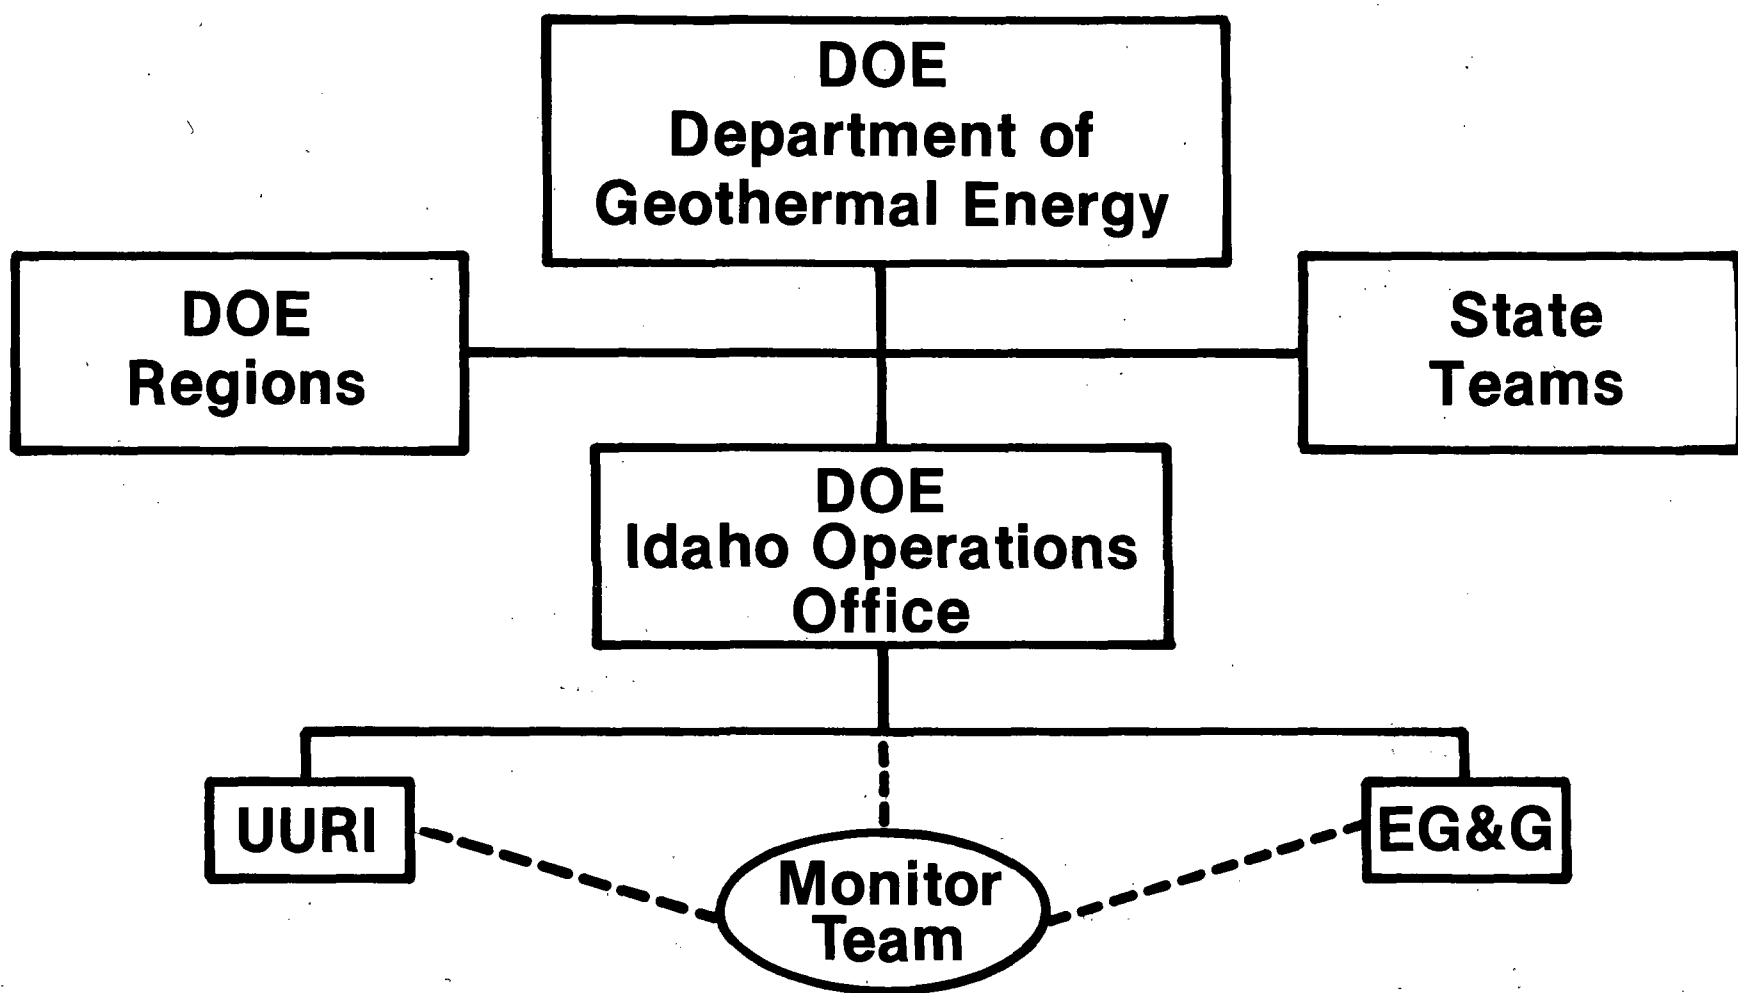 DOE
Department of
Geothermal Energy
DOE
Regions
State
Teams
DOE
Idaho Operations
Office
UURI
EG&G
Monitor
Team